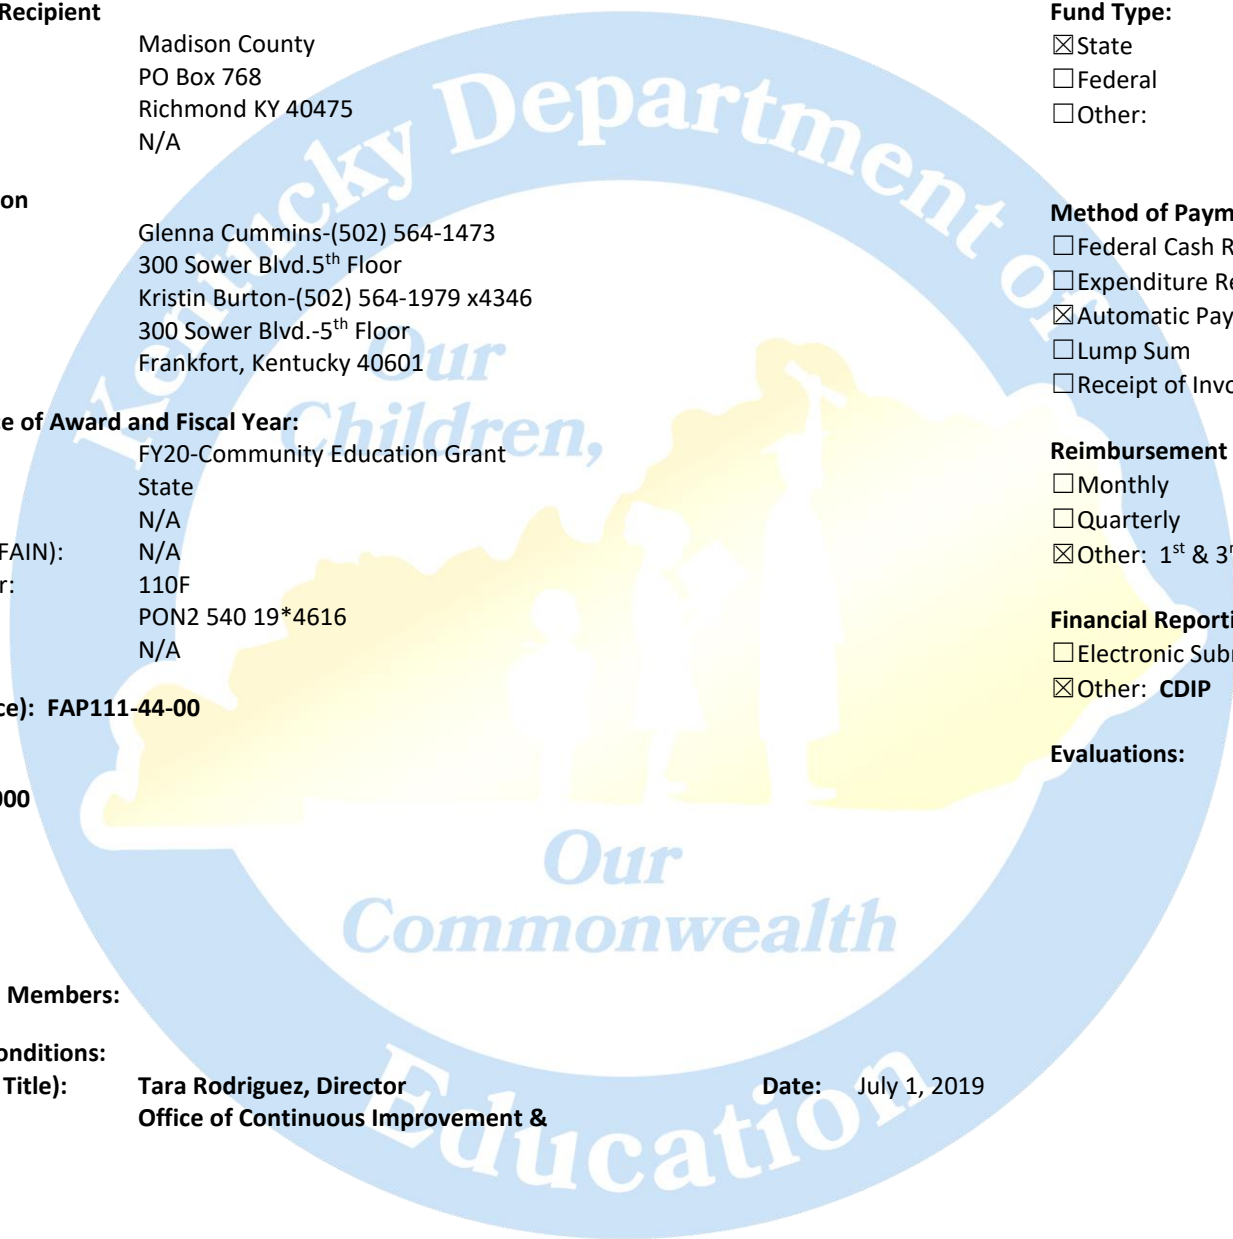 Recipient
Madison County
PO Box 768
Richmond KY 40475
N/A
on
Glenna Cummins-(502) 564-1473
300 Sower Blvd.5th Floor
Kristin Burton-(502) 564-1979 x4346
300 Sower Blvd.-5th Floor
Frankfort, Kentucky 40601
e of Award and Fiscal Year:
FY20-Community Education Grant
State
N/A
FAIN): N/A
r: 110F
PON2 540 19*4616
N/A
ce): FAP111-44-00
000
Members:
onditions:
Title): Tara Rodriguez, Director Date: July 1, 2019
Office of Continuous Improvement &
Fund Type:
☒State
☐Federal
☐Other:
Method of Paym
☐Federal Cash R
☐Expenditure Re
☒Automatic Pay
☐Lump Sum
☐Receipt of Invo
Reimbursement
☐Monthly
☐Quarterly
☒Other: 1st & 3r
Financial Reporti
☐Electronic Sub
☒Other: CDIP
Evaluations:
Kentucky Department of
Education
Our
Children,
Our
Commonwealth